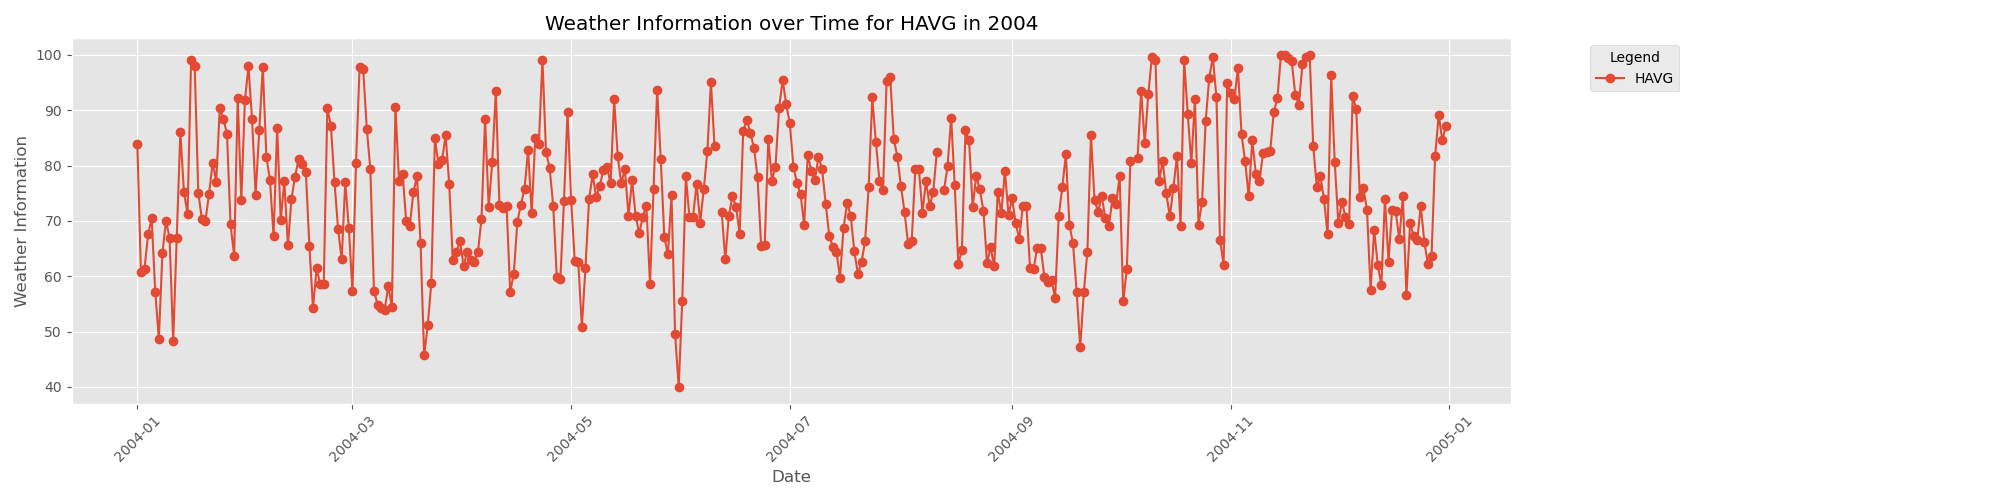 Weather Information over Time for HAVG in 2004
Legend
HAVG
Weather Information
100
90
80
70
60
50
40
2004-01
2004-03
2004-05
2004-07
2004-09
2004-11
2005-01
Date